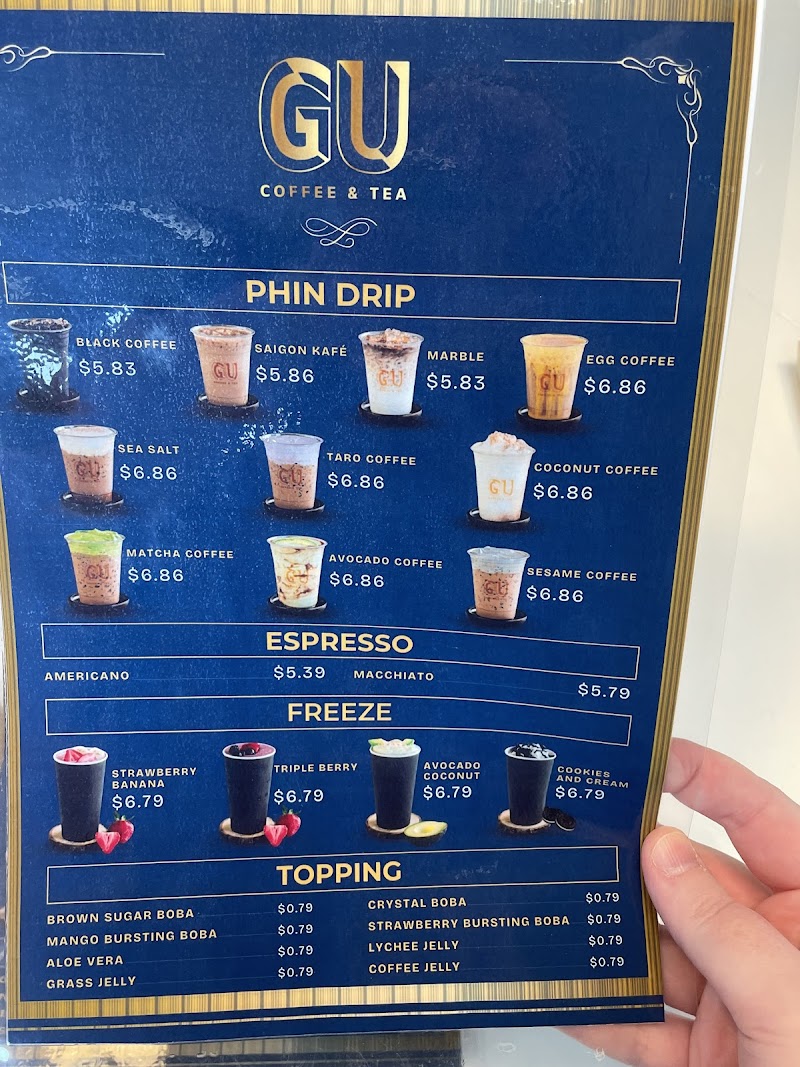 GU
COFFEE & TEA
PHIN DRIP
BLACK COFFEE
$5.83
SAIGON KAFÉ
$5.86
MARBLE
$5.83
EGG COFFEE
$6.86
SEA SALT
$6.86
TARO COFFEE
$6.86
COCONUT COFFEE
$6.86
MATCHA COFFEE
$6.86
AVOCADO COFFEE
$6.86
SESAME COFFEE
$6.86
ESPRESSO
AMERICANO $5.39
MACCHIATO $5.79
FREEZE
STRAWBERRY
BANANA
$6.79
TRIPLE BERRY
$6.79
AVOCADO
COCONUT
$6.79
COOKIES
AND CREAM
$6.79
TOPPING
BROWN SUGAR BOBA $0.79
MANGO BURSTING BOBA $0.79
ALOE VERA $0.79
GRASS JELLY $0.79
CRYSTAL BOBA $0.79
STRAWBERRY BURSTING BOBA $0.79
LYCHEE JELLY $0.79
COFFEE JELLY $0.79